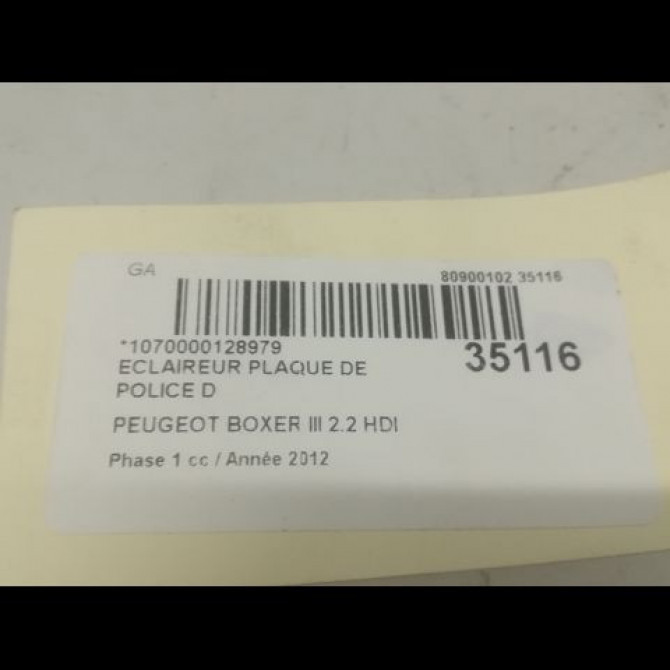 GA
80900102 35116
*1070000128979
35116
ECLAIREUR PLAQUE DE
POLICE D
PEUGEOT BOXER III 2.2 HDI
Phase 1 cc / Année 2012